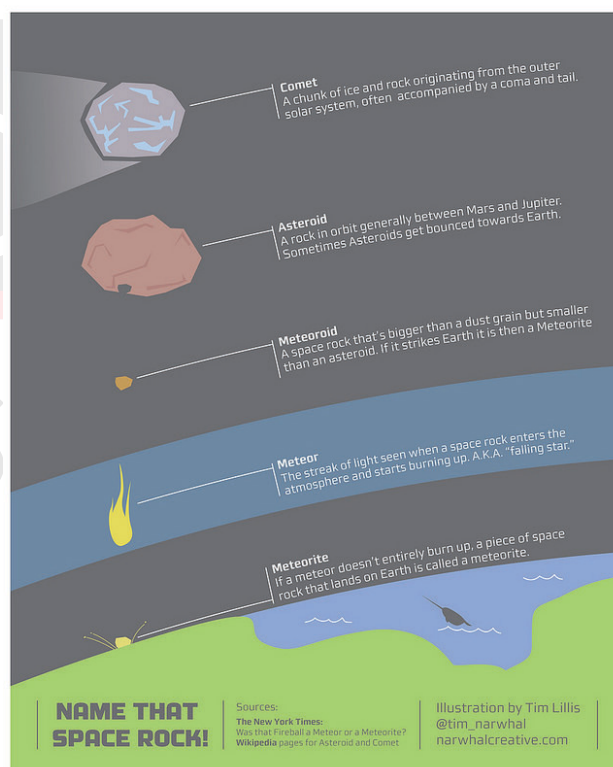 Comet
A chunk of ice and rock originating from the outer
solar system, often accompanied by a coma and tail.
Asteroid
A rock in orbit generally between Mars and Jupiter.
Sometimes Asteroids get bounced towards Earth.
Meteoroid
A space rock that's bigger than a dust grain but smaller
than an asteroid. If it strikes Earth it is then a Meteorite
Meteor
The streak of light seen when a space rock enters the
atmosphere and starts burning up. A.K.A. "falling star."
Meteorite
If a meteor doesn't entirely burn up, a piece of space
rock that lands on Earth is called a meteorite.
NAME THAT
SPACE ROCK!
Sources:
The New York Times:
Was that Fireball a Meteor or a Meteorite?
Wikipedia pages for Asteroid and Comet
Illustration by Tim Lillis
@tim_narwhal
narwhalcreative.com